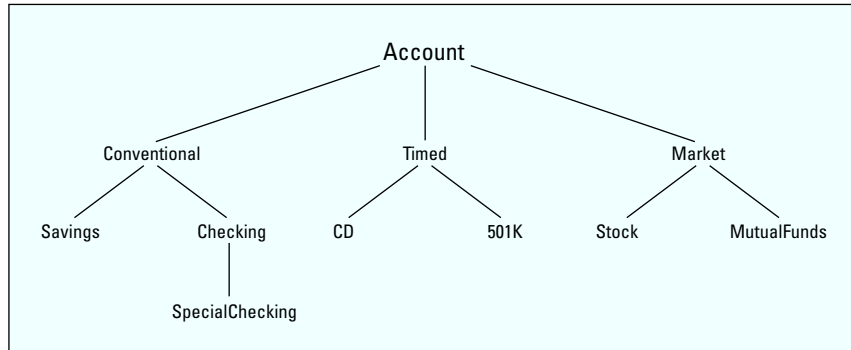 Account
Conventional Timed Market
Savings Checking CD 501K Stock MutualFunds
SpecialChecking